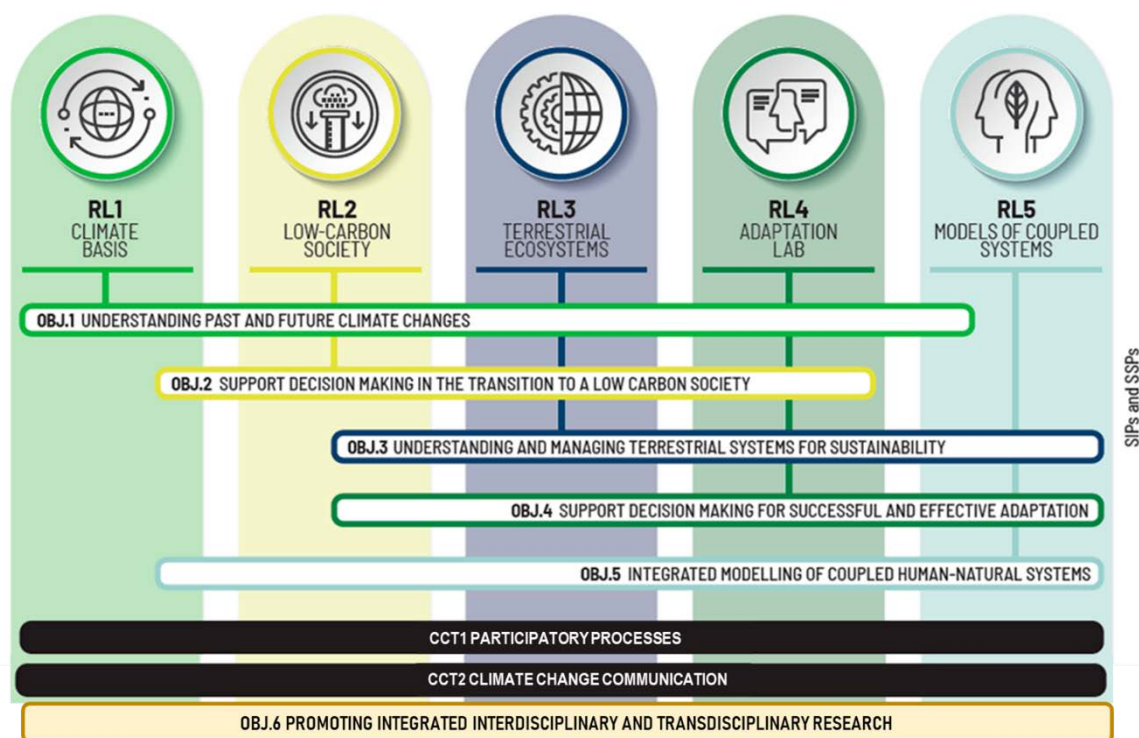 RL1
CLIMATE
BASIS
RL2
LOW-CARBON
SOCIETY
RL3
TERRESTRIAL
ECOSYSTEMS
RL4
ADAPTATION
LAB
RL5
MODELS OF COUPLED
SYSTEMS
OBJ.1 UNDERSTANDING PAST AND FUTURE CLIMATE CHANGES
OBJ.2 SUPPORT DECISION MAKING IN THE TRANSITION TO A LOW CARBON SOCIETY
OBJ.3 UNDERSTANDING AND MANAGING TERRESTRIAL SYSTEMS FOR SUSTAINABILITY
OBJ.4 SUPPORT DECISION MAKING FOR SUCCESSFUL AND EFFECTIVE ADAPTATION
OBJ.5 INTEGRATED MODELLING OF COUPLED HUMAN-NATURAL SYSTEMS
SIPs and SSPs
CCT1 PARTICIPATORY PROCESSES
CCT2 CLIMATE CHANGE COMMUNICATION
OBJ.6 PROMOTING INTEGRATED INTERDISCIPLINARY AND TRANSDISCIPLINARY RESEARCH